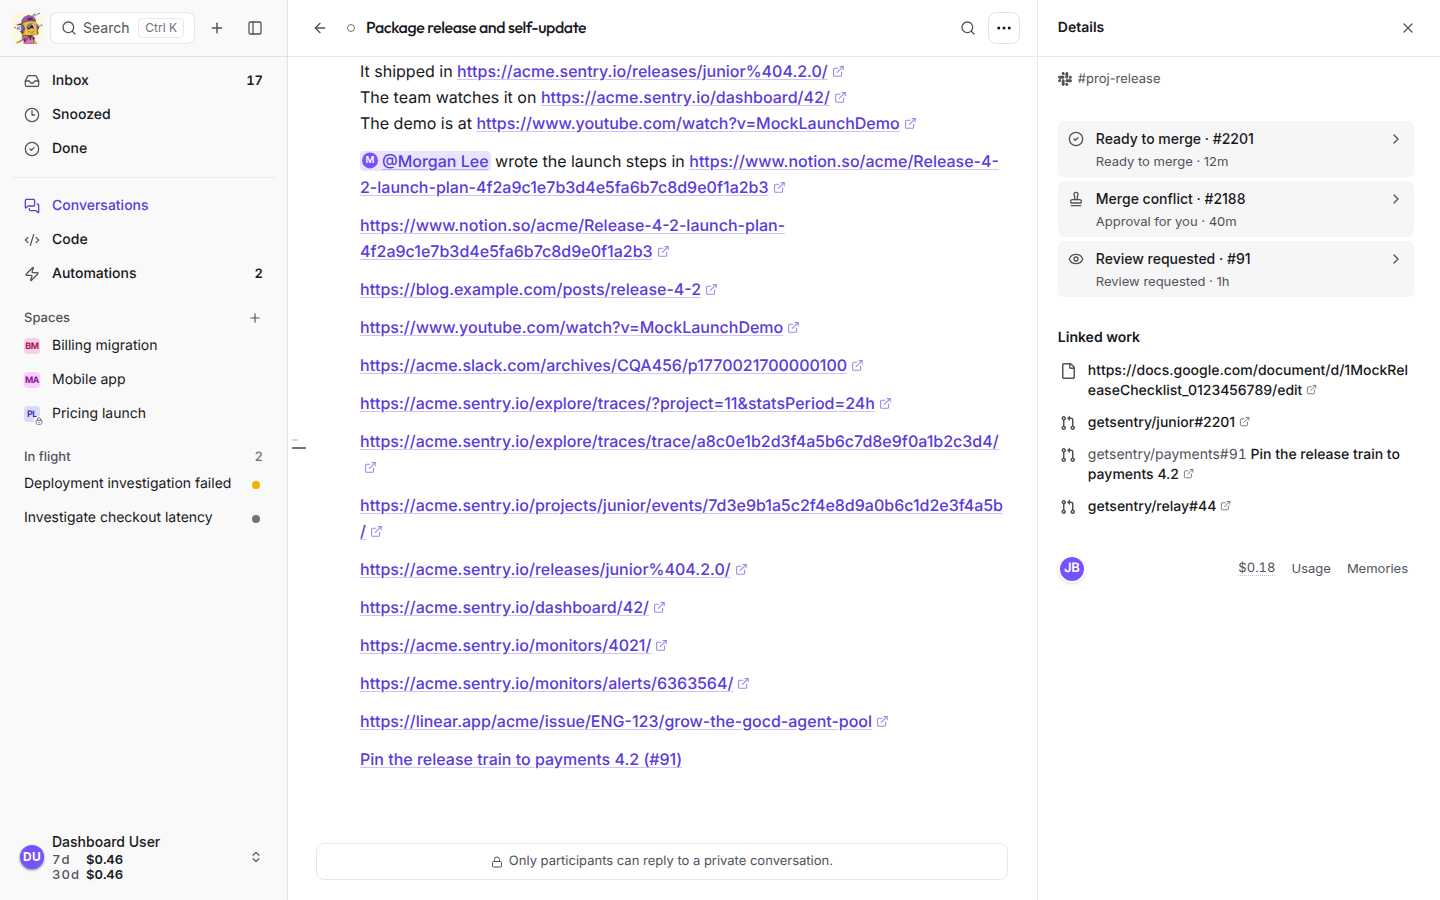 Search Ctrl K
Inbox 17
Snoozed
Done
Conversations
Code
Automations 2
Spaces
BM Billing migration
MA Mobile app
PL Pricing launch
In flight 2
Deployment investigation failed
Investigate checkout latency
DU Dashboard User
7d $0.46
30d $0.46
Package release and self-update
It shipped in https://acme.sentry.io/releases/junior%404.2.0/
The team watches it on https://acme.sentry.io/dashboard/42/
The demo is at https://www.youtube.com/watch?v=MockLaunchDemo
M @Morgan Lee wrote the launch steps in https://www.notion.so/acme/Release-4-
2-launch-plan-4f2a9c1e7b3d4e5fa6b7c8d9e0f1a2b3
https://www.notion.so/acme/Release-4-2-launch-plan-
4f2a9c1e7b3d4e5fa6b7c8d9e0f1a2b3
https://blog.example.com/posts/release-4-2
https://www.youtube.com/watch?v=MockLaunchDemo
https://acme.slack.com/archives/CQA456/p1770021700000100
https://acme.sentry.io/explore/traces/?project=11&statsPeriod=24h
https://acme.sentry.io/explore/traces/trace/a8c0e1b2d3f4a5b6c7d8e9f0a1b2c3d4/
https://acme.sentry.io/projects/junior/events/7d3e9b1a5c2f4e8d9a0b6c1d2e3f4a5b
/
https://acme.sentry.io/releases/junior%404.2.0/
https://acme.sentry.io/dashboard/42/
https://acme.sentry.io/monitors/4021/
https://acme.sentry.io/monitors/alerts/6363564/
https://linear.app/acme/issue/ENG-123/grow-the-gocd-agent-pool
Pin the release train to payments 4.2 (#91)
Only participants can reply to a private conversation.
Details
#proj-release
Ready to merge · #2201
Ready to merge · 12m
Merge conflict · #2188
Approval for you · 40m
Review requested · #91
Review requested · 1h
Linked work
https://docs.google.com/document/d/1MockRel
easeChecklist_0123456789/edit
getsentry/junior#2201
getsentry/payments#91 Pin the release train to
payments 4.2
getsentry/relay#44
JB $0.18 Usage Memories